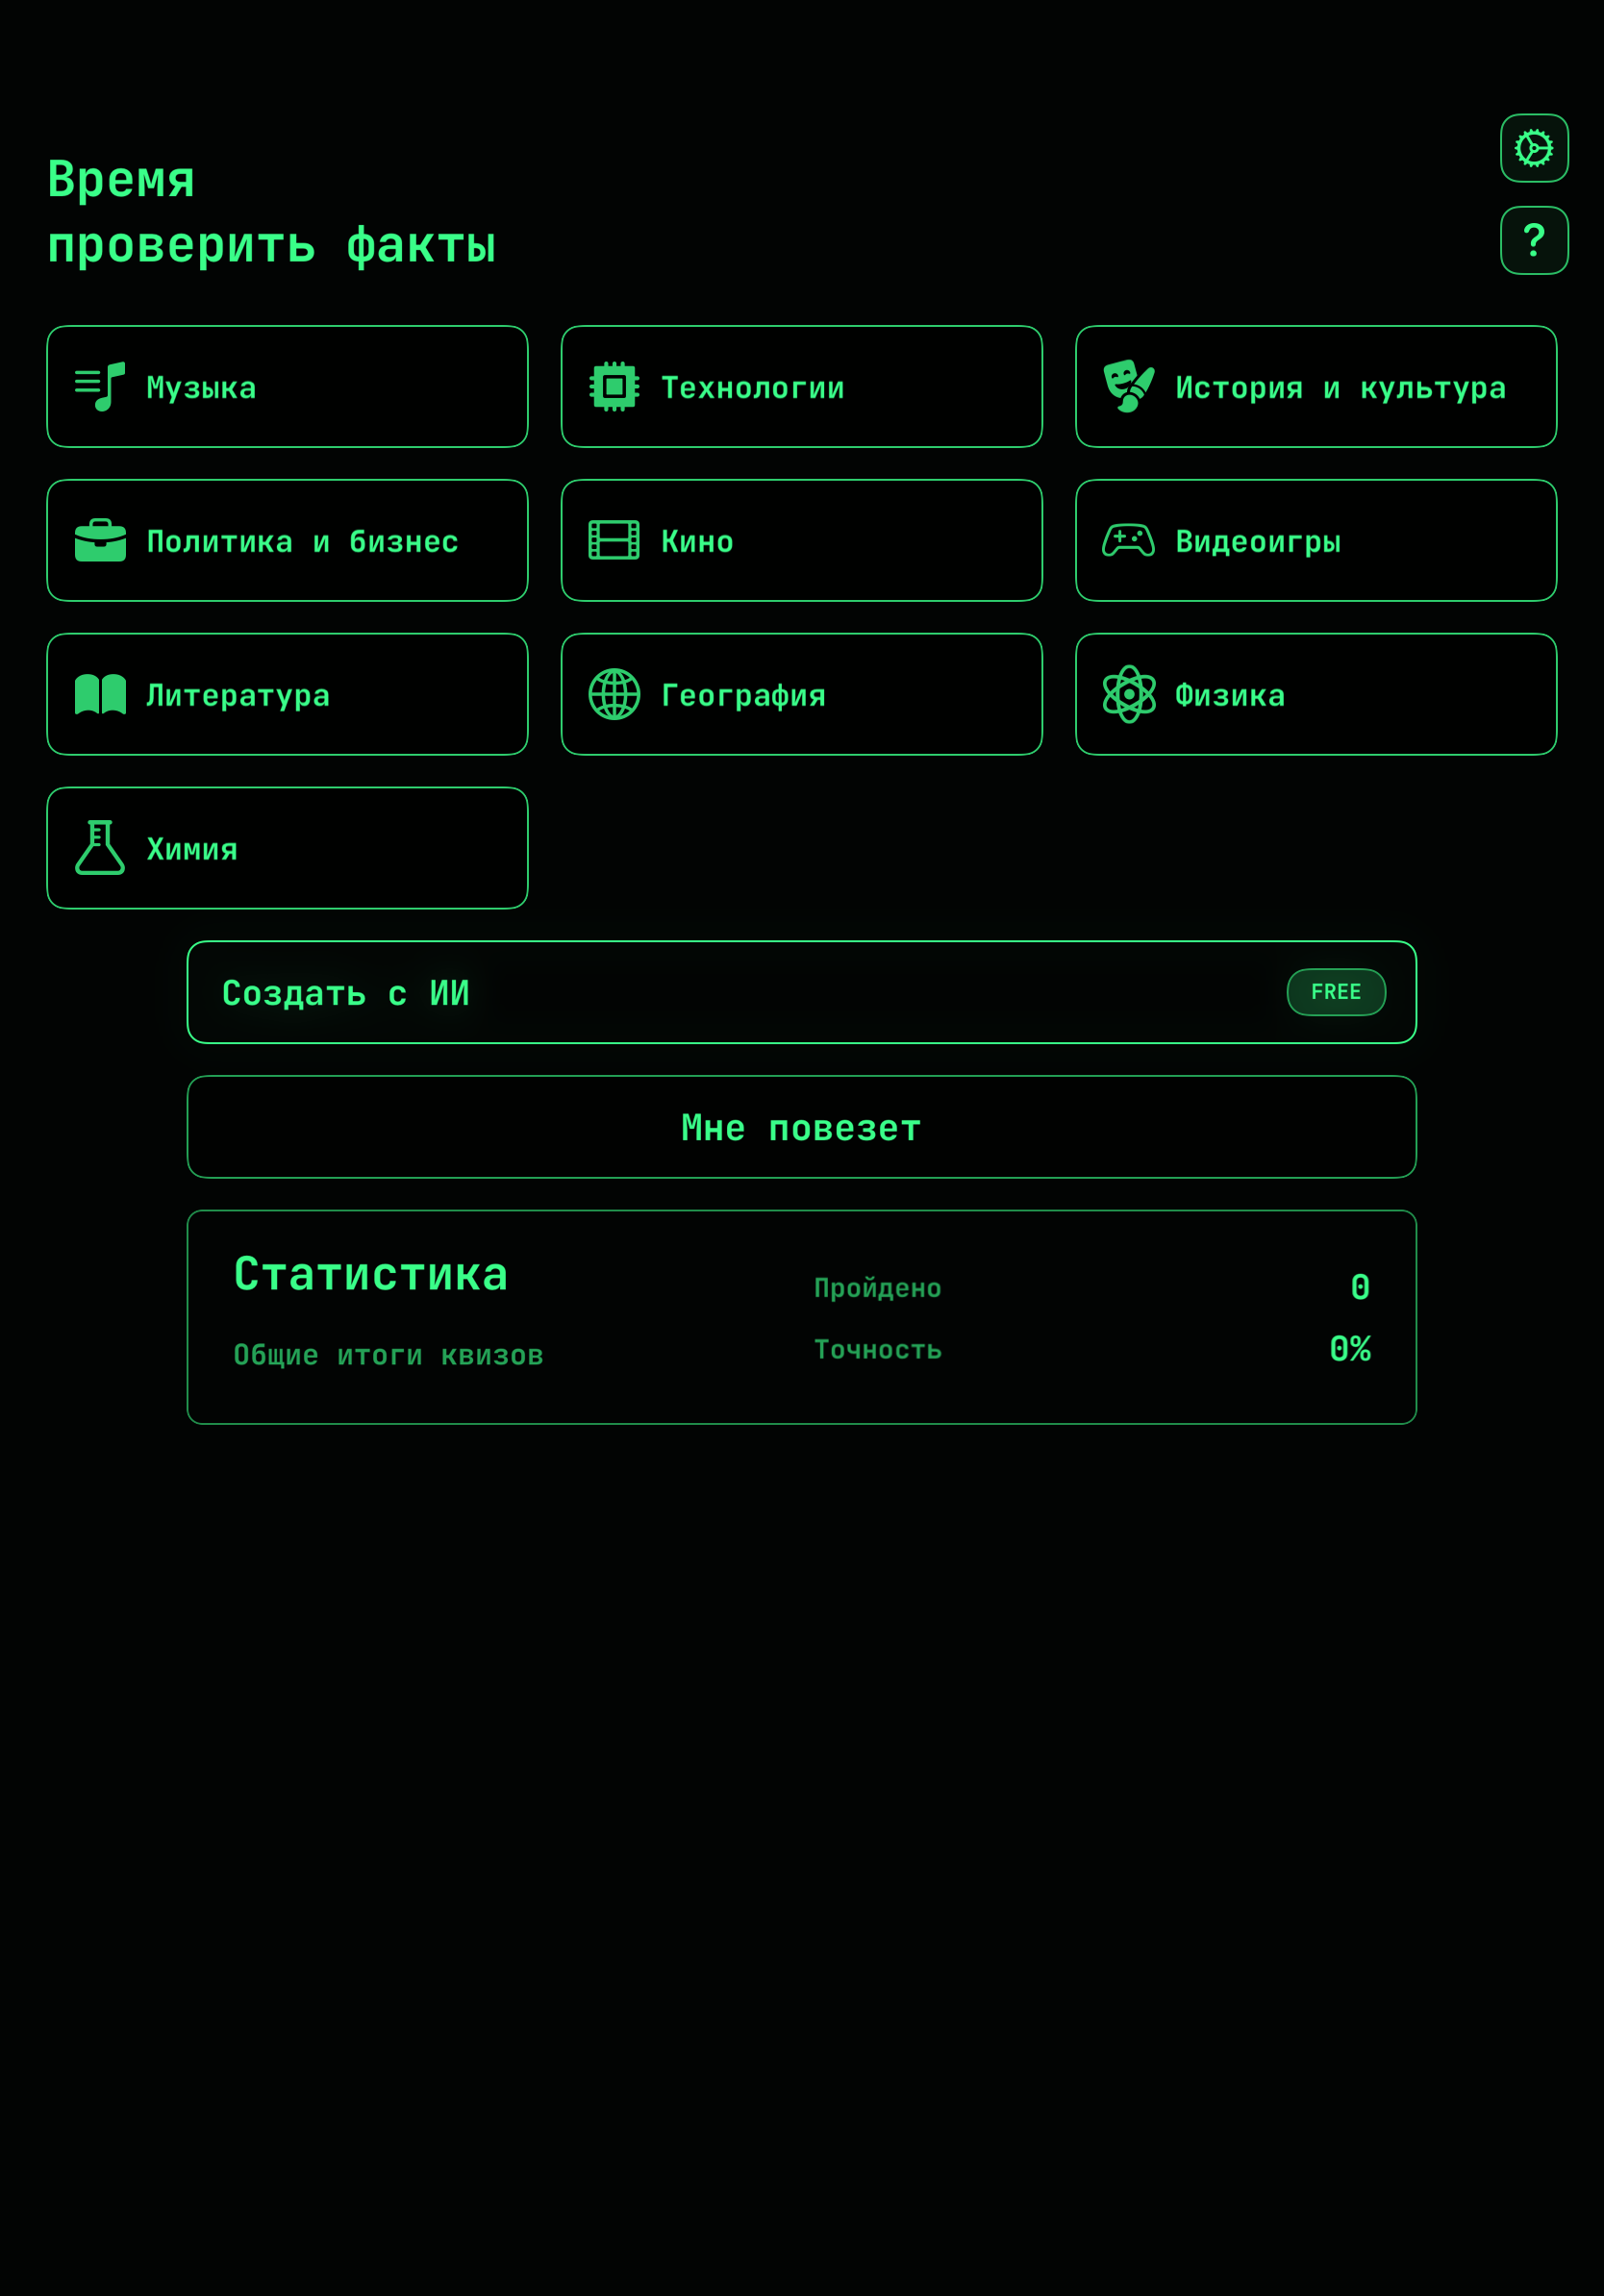 Время
проверить факты
?
Музыка
Технологии
История и культура
Политика и бизнес
Кино
Видеоигры
Литература
География
Физика
Химия
Создать с ИИ
FREE
Мне повезет
Статистика
Общие итоги квизов
Пройдено
0
Точность
0%